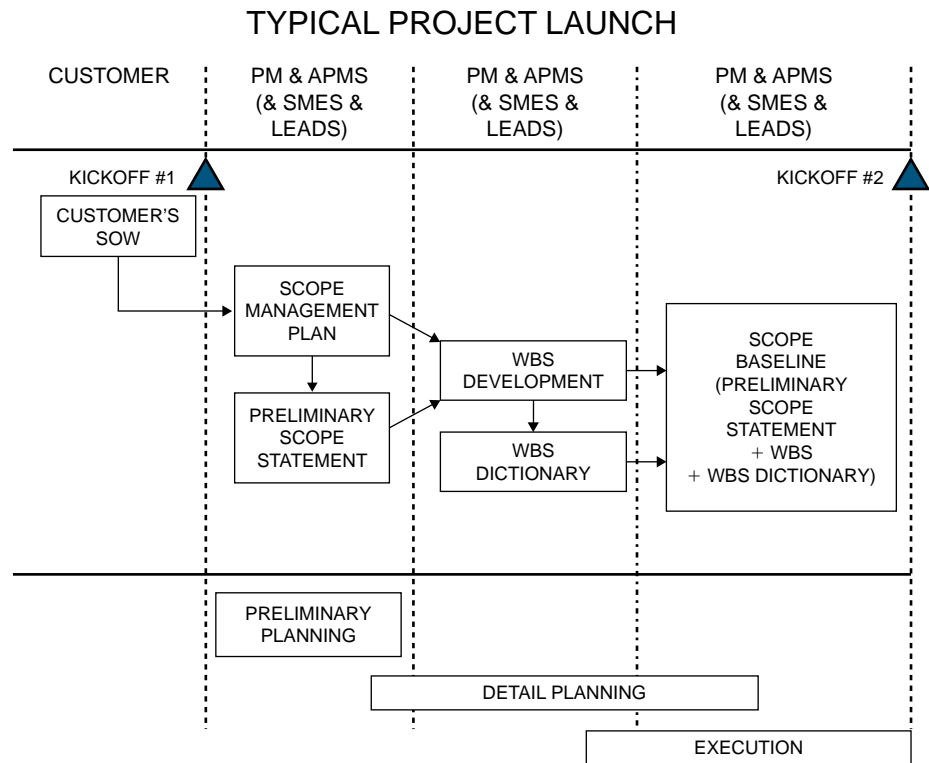 TYPICAL PROJECT LAUNCH
CUSTOMER
PM & APMS
(& SMES &
LEADS)
PM & APMS
(& SMES &
LEADS)
PM & APMS
(& SMES &
LEADS)
KICKOFF #1
KICKOFF #2
CUSTOMER'S
SOW
SCOPE
MANAGEMENT
PLAN
PRELIMINARY
SCOPE
STATEMENT
WBS
DEVELOPMENT
WBS
DICTIONARY
SCOPE
BASELINE
(PRELIMINARY
SCOPE
STATEMENT
+ WBS
+ WBS DICTIONARY)
PRELIMINARY
PLANNING
DETAIL PLANNING
EXECUTION